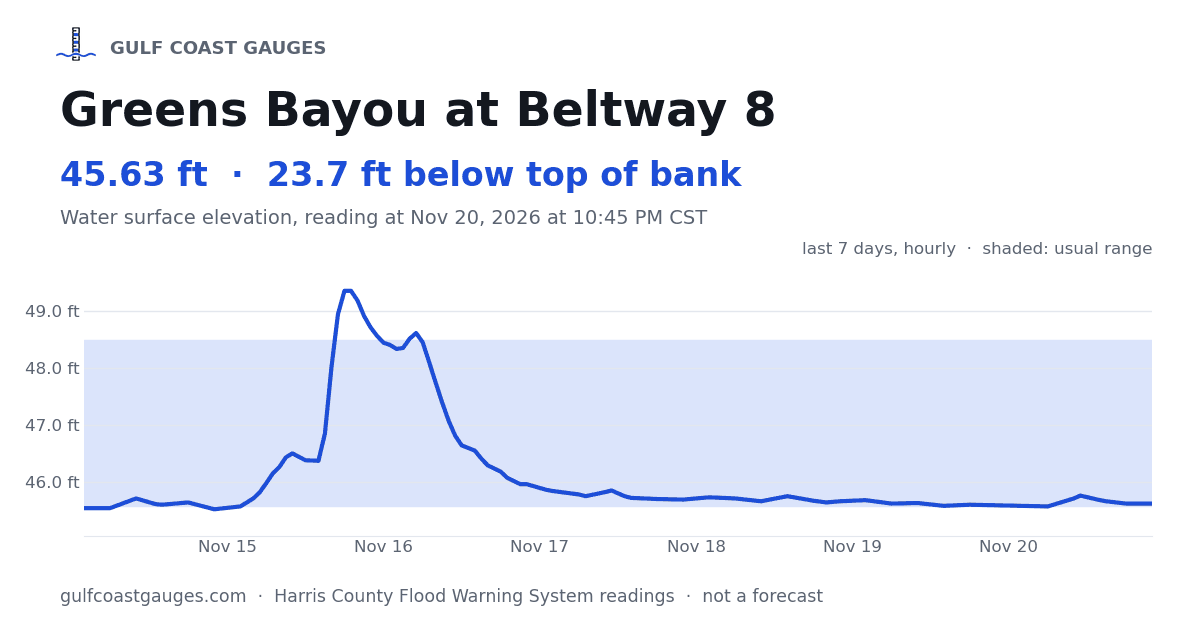 GULF COAST GAUGES
Greens Bayou at Beltway 8
45.63 ft · 23.7 ft below top of bank
Water surface elevation, reading at Nov 20, 2026 at 10:45 PM CST
last 7 days, hourly · shaded: usual range
49.0 ft
48.0 ft
47.0 ft
46.0 ft
Nov 15 Nov 16 Nov 17 Nov 18 Nov 19 Nov 20
gulfcoastgauges.com · Harris County Flood Warning System readings · not a forecast